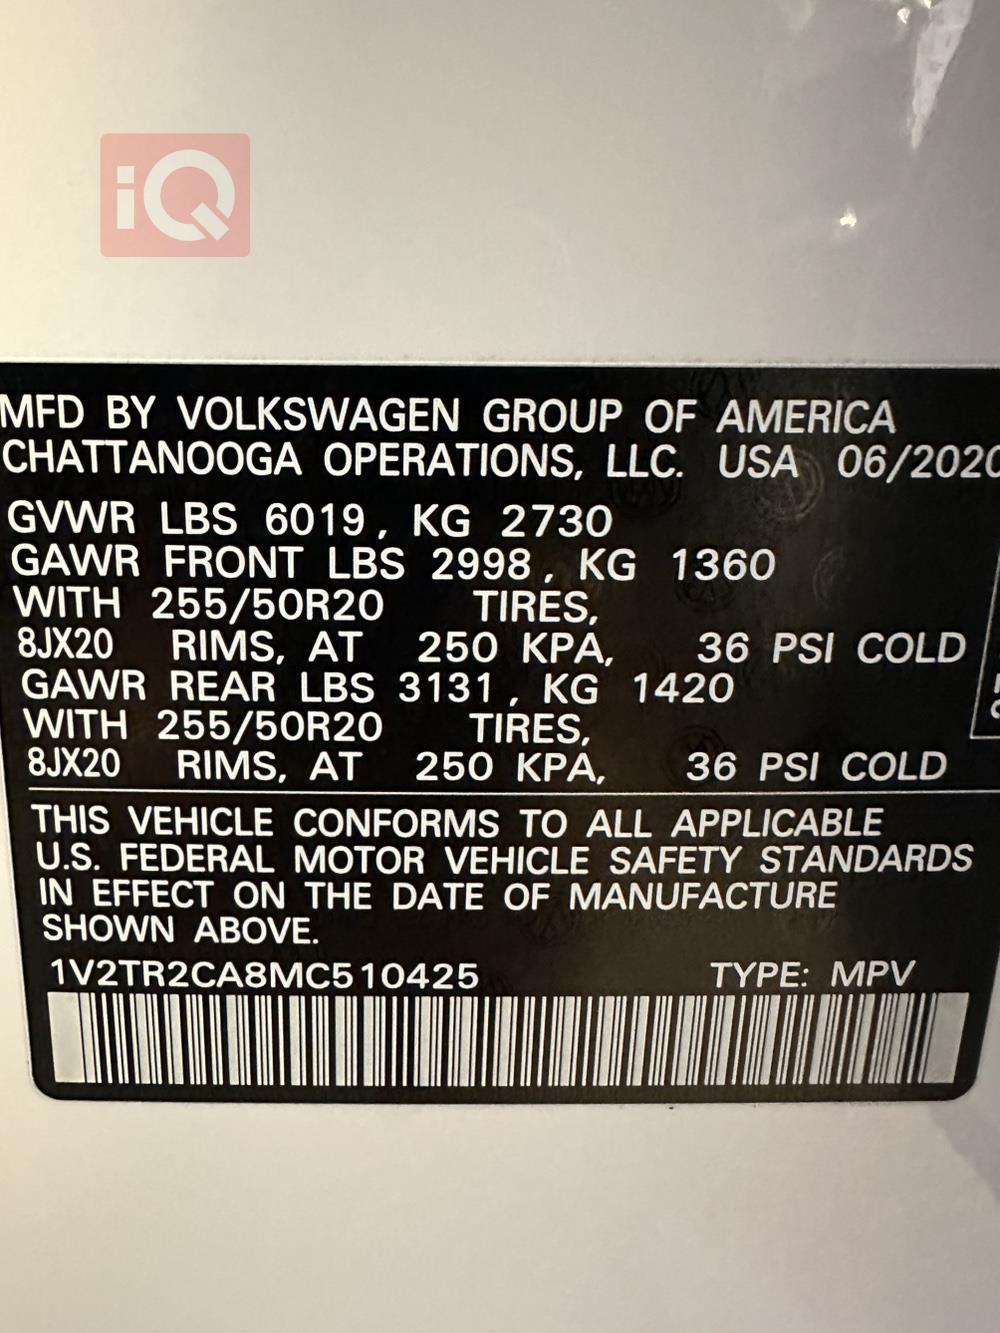 iQ
MFD BY VOLKSWAGEN GROUP OF AMERICA
CHATTANOOGA OPERATIONS, LLC. USA 06/2020
GVWR LBS 6019, KG 2730
GAWR FRONT LBS 2998, KG 1360
WITH 255/50R20 TIRES,
8JX20 RIMS, AT 250 KPA, 36 PSI COLD
GAWR REAR LBS 3131, KG 1420
WITH 255/50R20 TIRES,
8JX20 RIMS, AT 250 KPA, 36 PSI COLD
THIS VEHICLE CONFORMS TO ALL APPLICABLE
U.S. FEDERAL MOTOR VEHICLE SAFETY STANDARDS
IN EFFECT ON THE DATE OF MANUFACTURE
SHOWN ABOVE.
1V2TR2CA8MC510425 TYPE: MPV